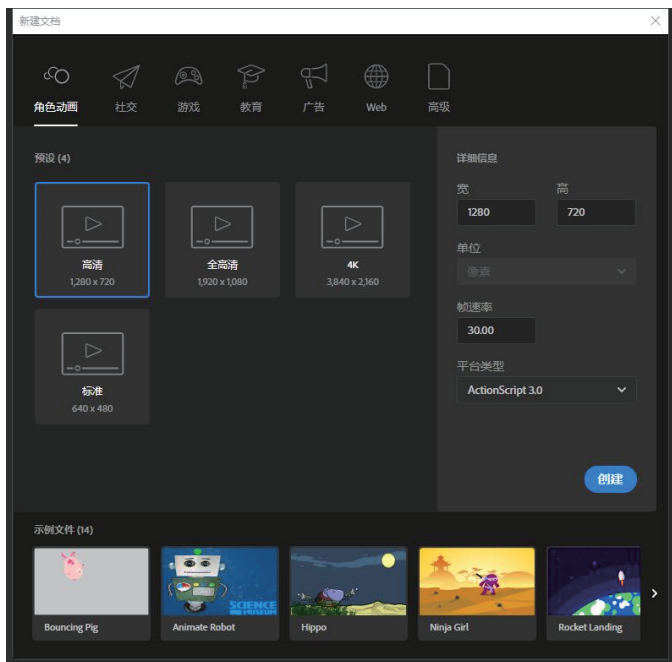 新建文档
角色动画
社交
游戏
教育
广告
Web
高级
预设 (4)
高清
1,280 x 720
全高清
1,920 x 1,080
4K
3,840 x 2,160
标准
640 x 480
详细信息
宽
高
1280
720
单位
像素
帧速率
30.00
平台类型
ActionScript 3.0
创建
示例文件 (14)
SCIENCE
MUSEUM
Bouncing Pig
Animate Robot
Hippo
Ninja Girl
Rocket Landing